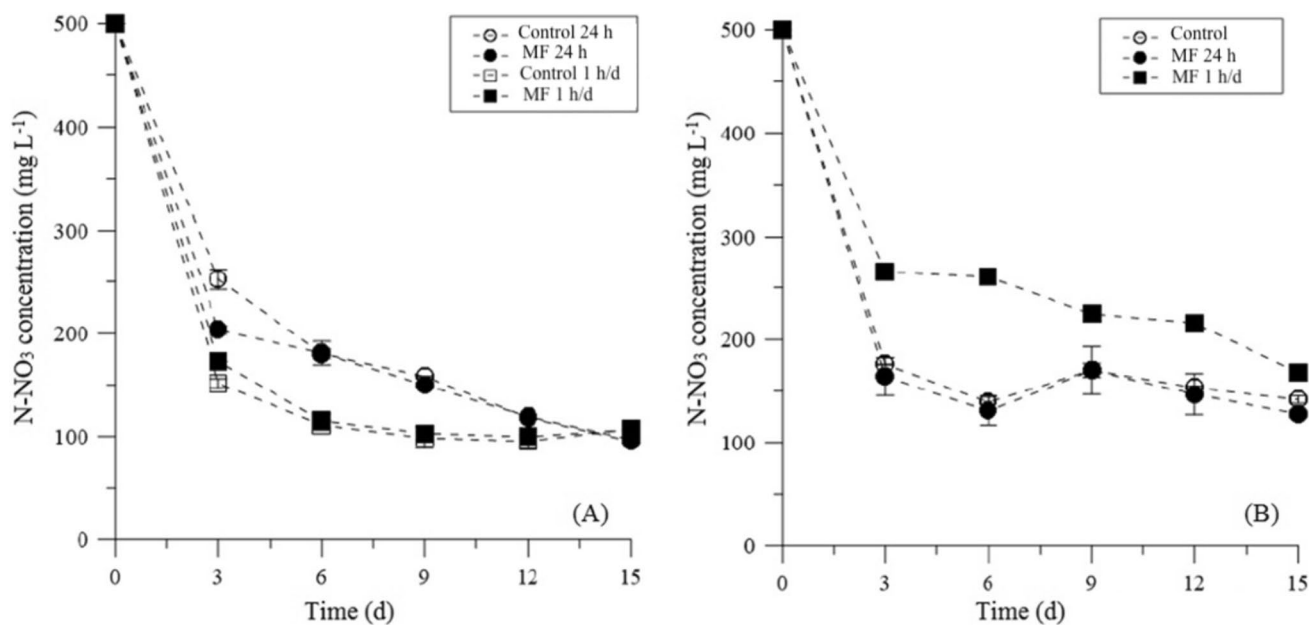 N-NO₃ concentration (mg L⁻¹)
500
400
300
200
100
0
0 3 6 9 12 15
Time (d)
Control 24 h
MF 24 h
Control 1 h/d
MF 1 h/d
(A)
N-NO₃ concentration (mg L⁻¹)
500
400
300
200
100
0
0 3 6 9 12 15
Time (d)
Control
MF 24 h
MF 1 h/d
(B)